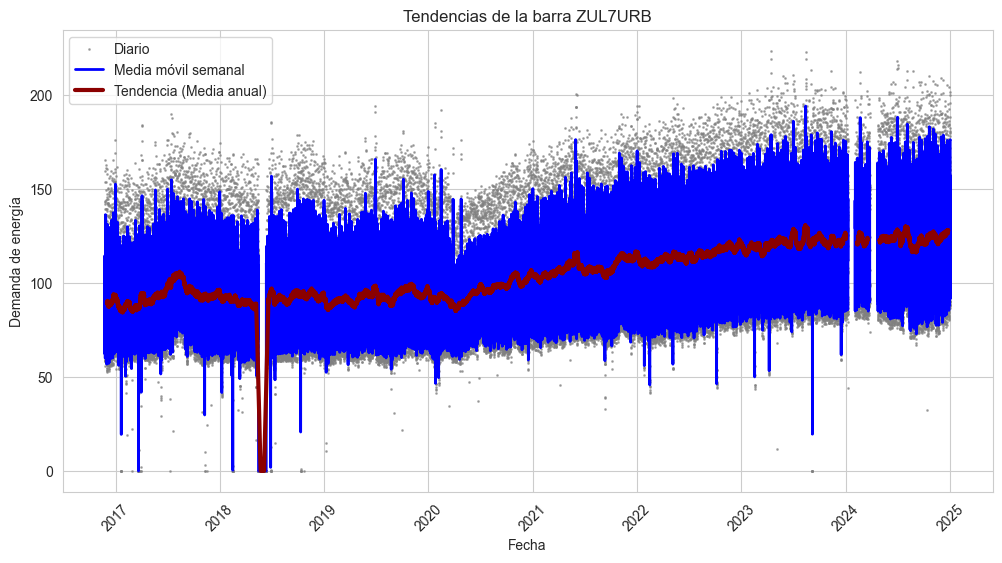 Tendencias de la barra ZUL7URB
Diario
Media móvil semanal
Tendencia (Media anual)
Demanda de energía
200
150
100
50
0
2017
2018
2019
2020
2021
2022
2023
2024
2025
Fecha